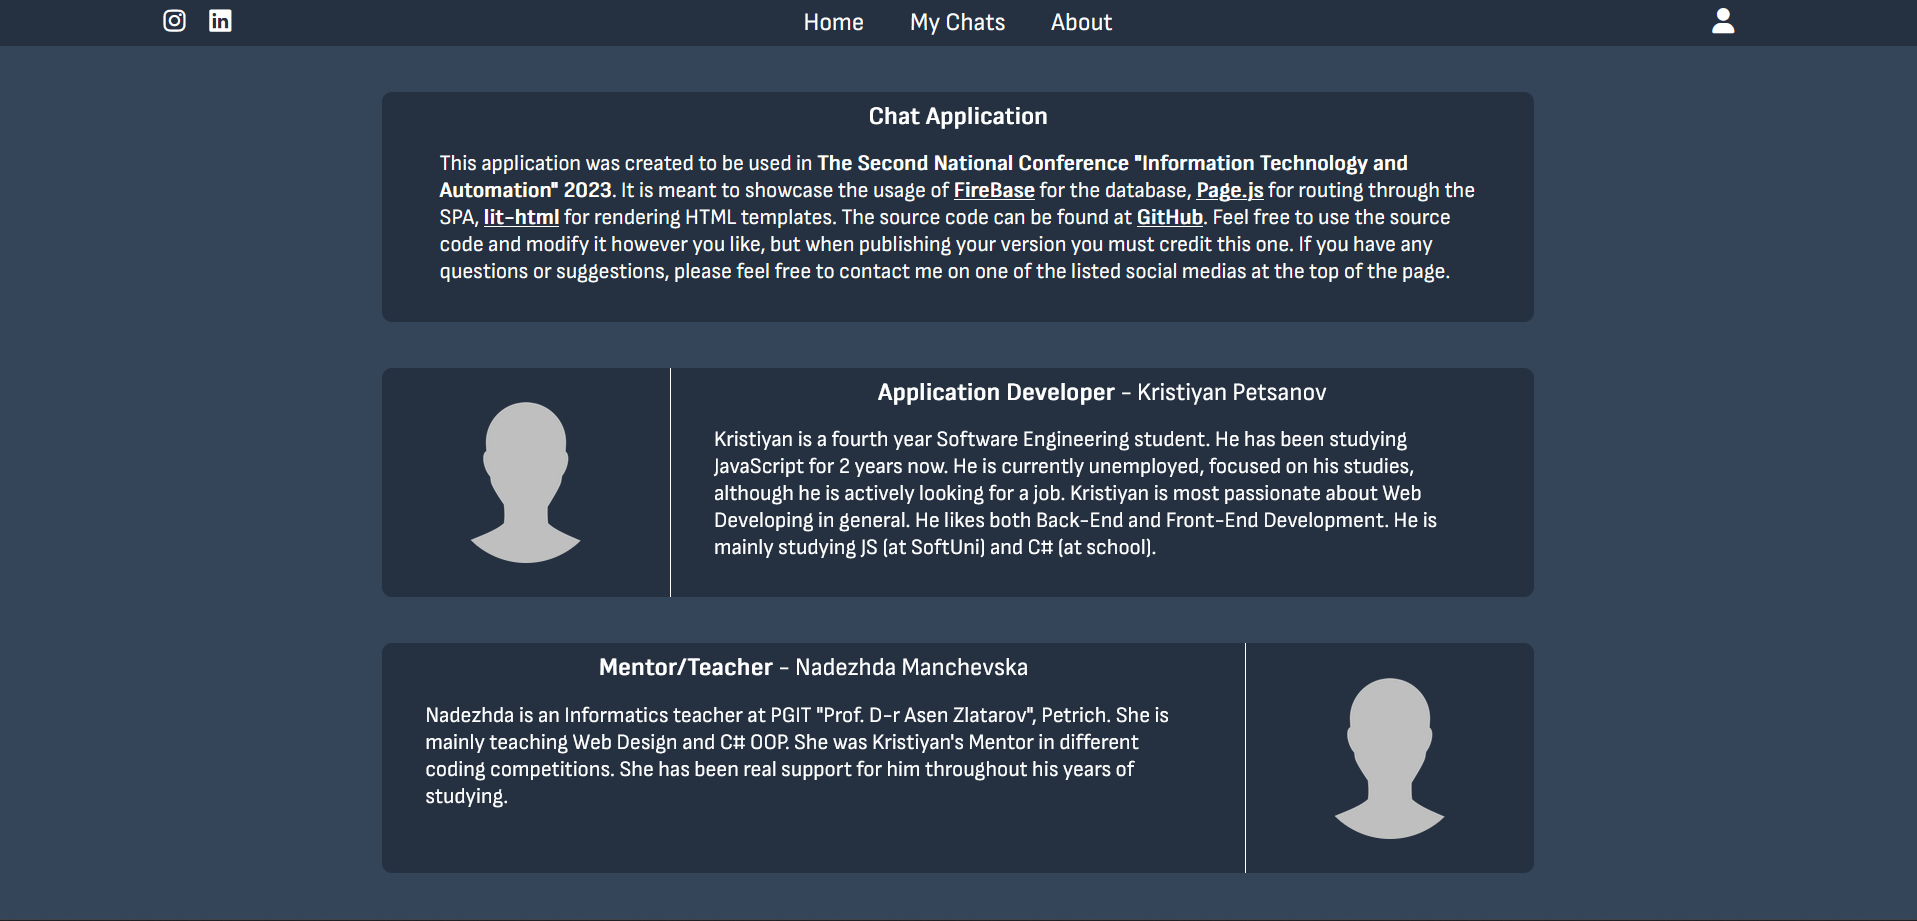 Home My Chats About
Chat Application
This application was created to be used in The Second National Conference "Information Technology and
Automation" 2023. It is meant to showcase the usage of FireBase for the database, Page.js for routing through the
SPA, lit-html for rendering HTML templates. The source code can be found at GitHub. Feel free to use the source
code and modify it however you like, but when publishing your version you must credit this one. If you have any
questions or suggestions, please feel free to contact me on one of the listed social medias at the top of the page.
Application Developer - Kristiyan Petsanov
Kristiyan is a fourth year Software Engineering student. He has been studying
JavaScript for 2 years now. He is currently unemployed, focused on his studies,
although he is actively looking for a job. Kristiyan is most passionate about Web
Developing in general. He likes both Back-End and Front-End Development. He is
mainly studying JS (at SoftUni) and C# (at school).
Mentor/Teacher - Nadezhda Manchevska
Nadezhda is an Informatics teacher at PGIT "Prof. D-r Asen Zlatarov", Petrich. She is
mainly teaching Web Design and C# OOP. She was Kristiyan's Mentor in different
coding competitions. She has been real support for him throughout his years of
studying.